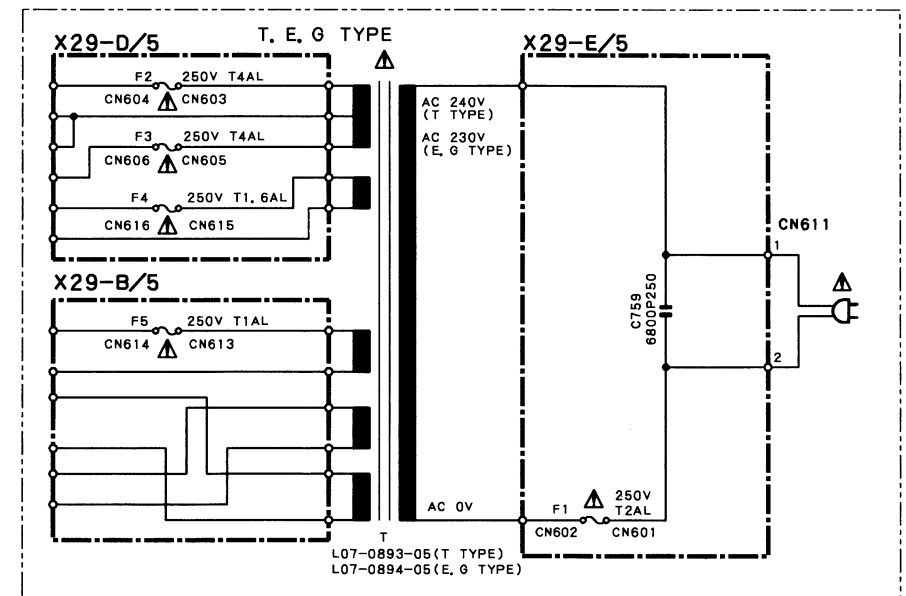 T. E. G TYPE
X29-D/5
F2 250V T4AL
CN604 CN603
F3 250V T4AL
CN606 CN605
F4 250V T1. 6AL
CN616 CN615
X29-B/5
F5 250V T1AL
CN614 CN613
X29-E/5
AC 240V
(T TYPE)
AC 230V
(E. G TYPE)
C759
6800P250
CN611
1
2
AC 0V
F1 250V
T2AL
CN602 CN601
T
L07-0893-05(T TYPE)
L07-0894-05(E. G TYPE)